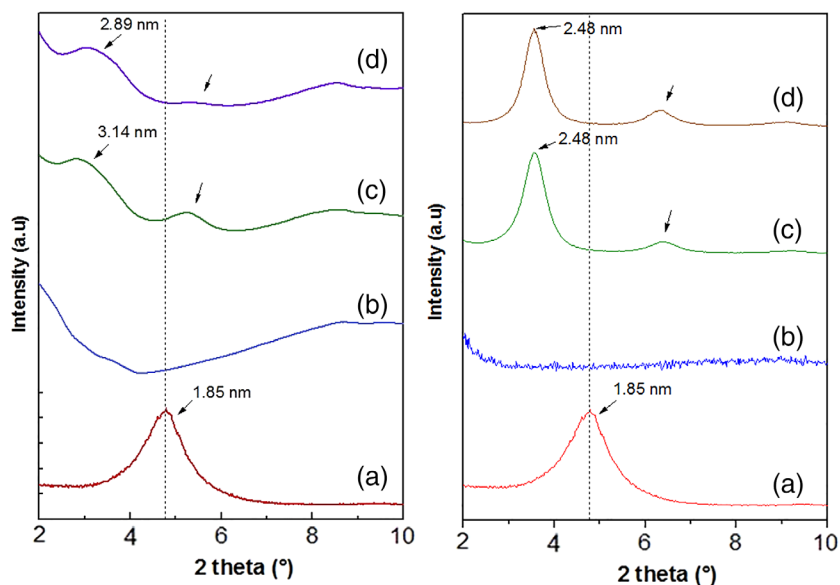 2.89 nm
(d)
3.14 nm
(c)
(b)
1.85 nm
(a)
Intensity (a.u)
2 4 6 8 10
2 theta (°)
2.48 nm
(d)
2.48 nm
(c)
(b)
1.85 nm
(a)
Intensity (a.u)
2 4 6 8 10
2 theta (°)